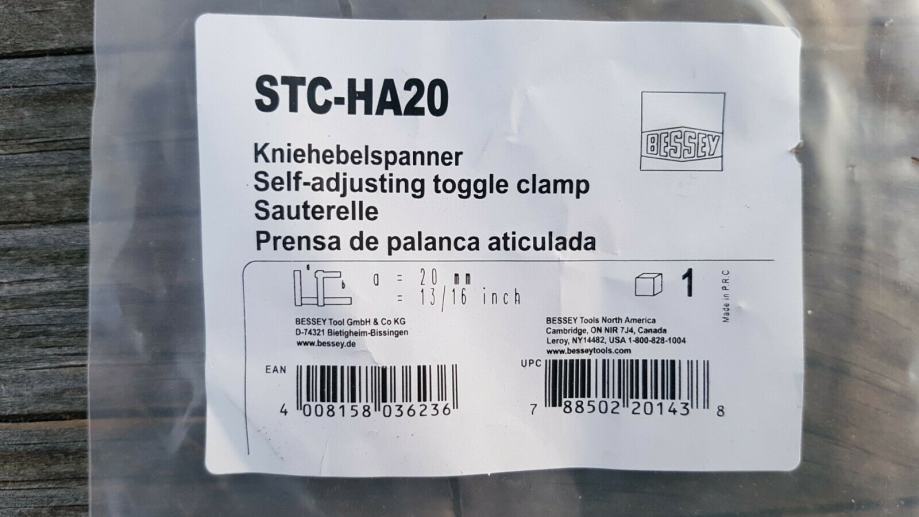 STC-HA20
BESSEY
Kniehebelspanner
Self-adjusting toggle clamp
Sauterelle
Prensa de palanca aticulada
a b a = 20 mm
= 13/16 inch
1
Made in P.R.C
BESSEY Tool GmbH & Co KG
D-74321 Bietigheim-Bissingen
www.bessey.de
BESSEY Tools North America
Cambridge, ON NIR 7J4, Canada
Leroy, NY14482, USA 1-800-828-1004
www.besseytools.com
EAN
4 008158 036236
UPC
7 88502 20143 8